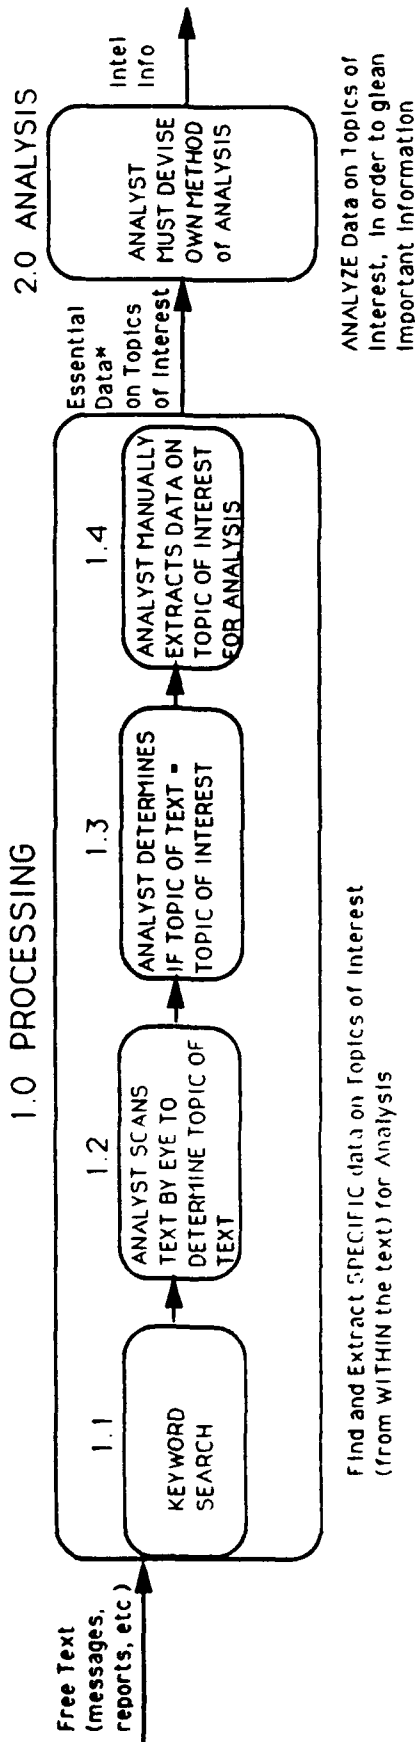 1.0 PROCESSING
2.0 ANALYSIS
Free Text
(messages,
reports, etc)
1.1
KEYWORD
SEARCH
1.2
ANALYST SCANS
TEXT BY EYE TO
DETERMINE TOPIC OF
TEXT
1.3
ANALYST DETERMINES
IF TOPIC OF TEXT =
TOPIC OF INTEREST
1.4
ANALYST MANUALLY
EXTRACTS DATA ON
TOPIC OF INTEREST
FOR ANALYSIS
Essential
Data*
on Topics
of Interest
ANALYST
MUST DEVISE
OWN METHOD
of ANALYSIS
Intel
Info
Find and Extract SPECIFIC data on Topics of Interest
(from WITHIN the text) for Analysis
ANALYZE Data on Topics of
Interest, In order to glean
Important Information